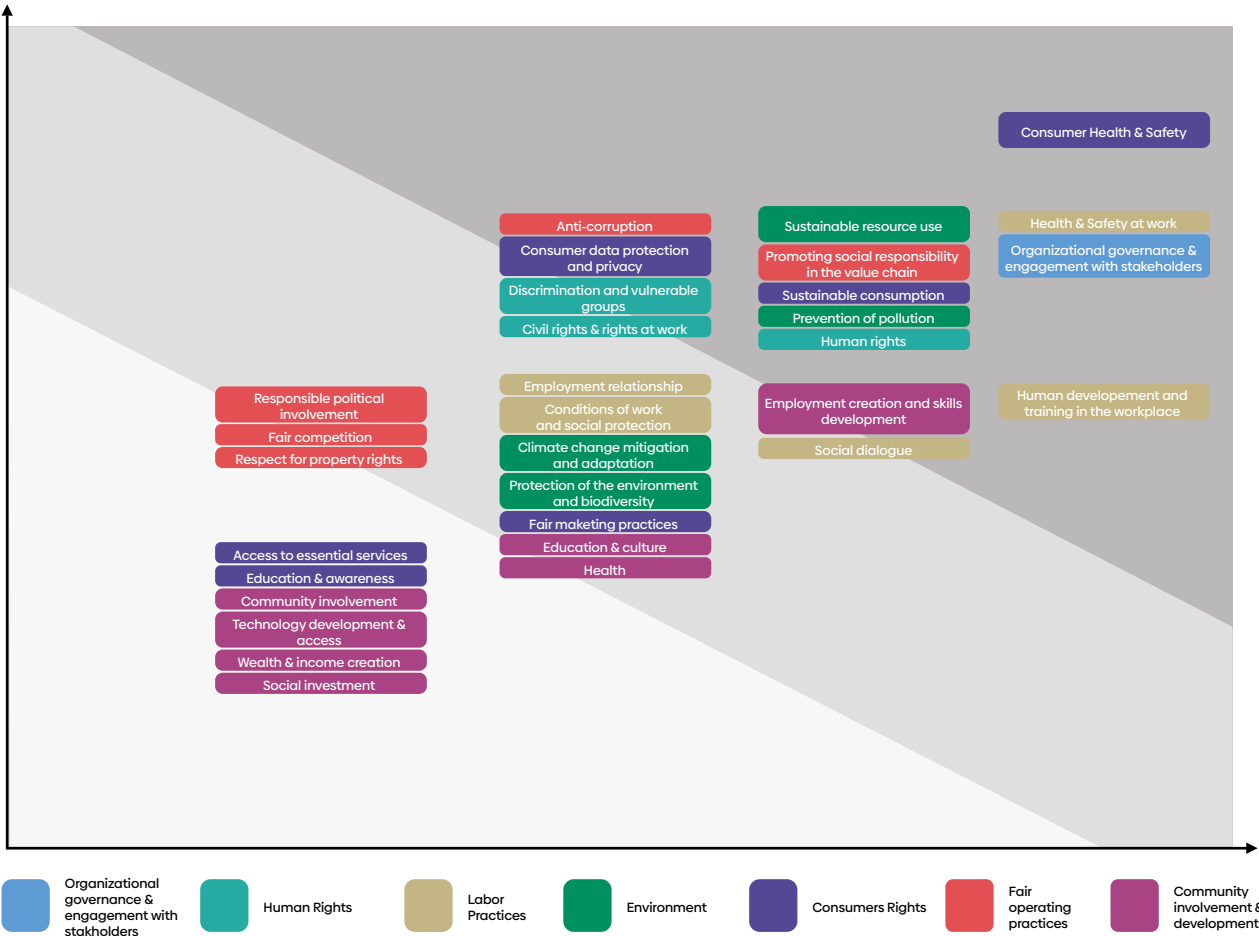 Consumer Health & Safety
Anti-corruption
Consumer data protection
and privacy
Discrimination and vulnerable
groups
Civil rights & rights at work
Sustainable resource use
Promoting social responsibility
in the value chain
Sustainable consumption
Prevention of pollution
Human rights
Health & Safety at work
Organizational governance &
engagement with stakeholders
Responsible political
involvement
Fair competition
Respect for property rights
Employment relationship
Conditions of work
and social protection
Climate change mitigation
and adaptation
Protection of the environment
and biodiversity
Fair maketing practices
Education & culture
Health
Employment creation and skills
development
Social dialogue
Human developement and
training in the workplace
Access to essential services
Education & awareness
Community involvement
Technology development &
access
Wealth & income creation
Social investment
Organizational
governance &
engagement with
stakholders
Human Rights
Labor
Practices
Environment
Consumers Rights
Fair
operating
practices
Community
involvement &
development